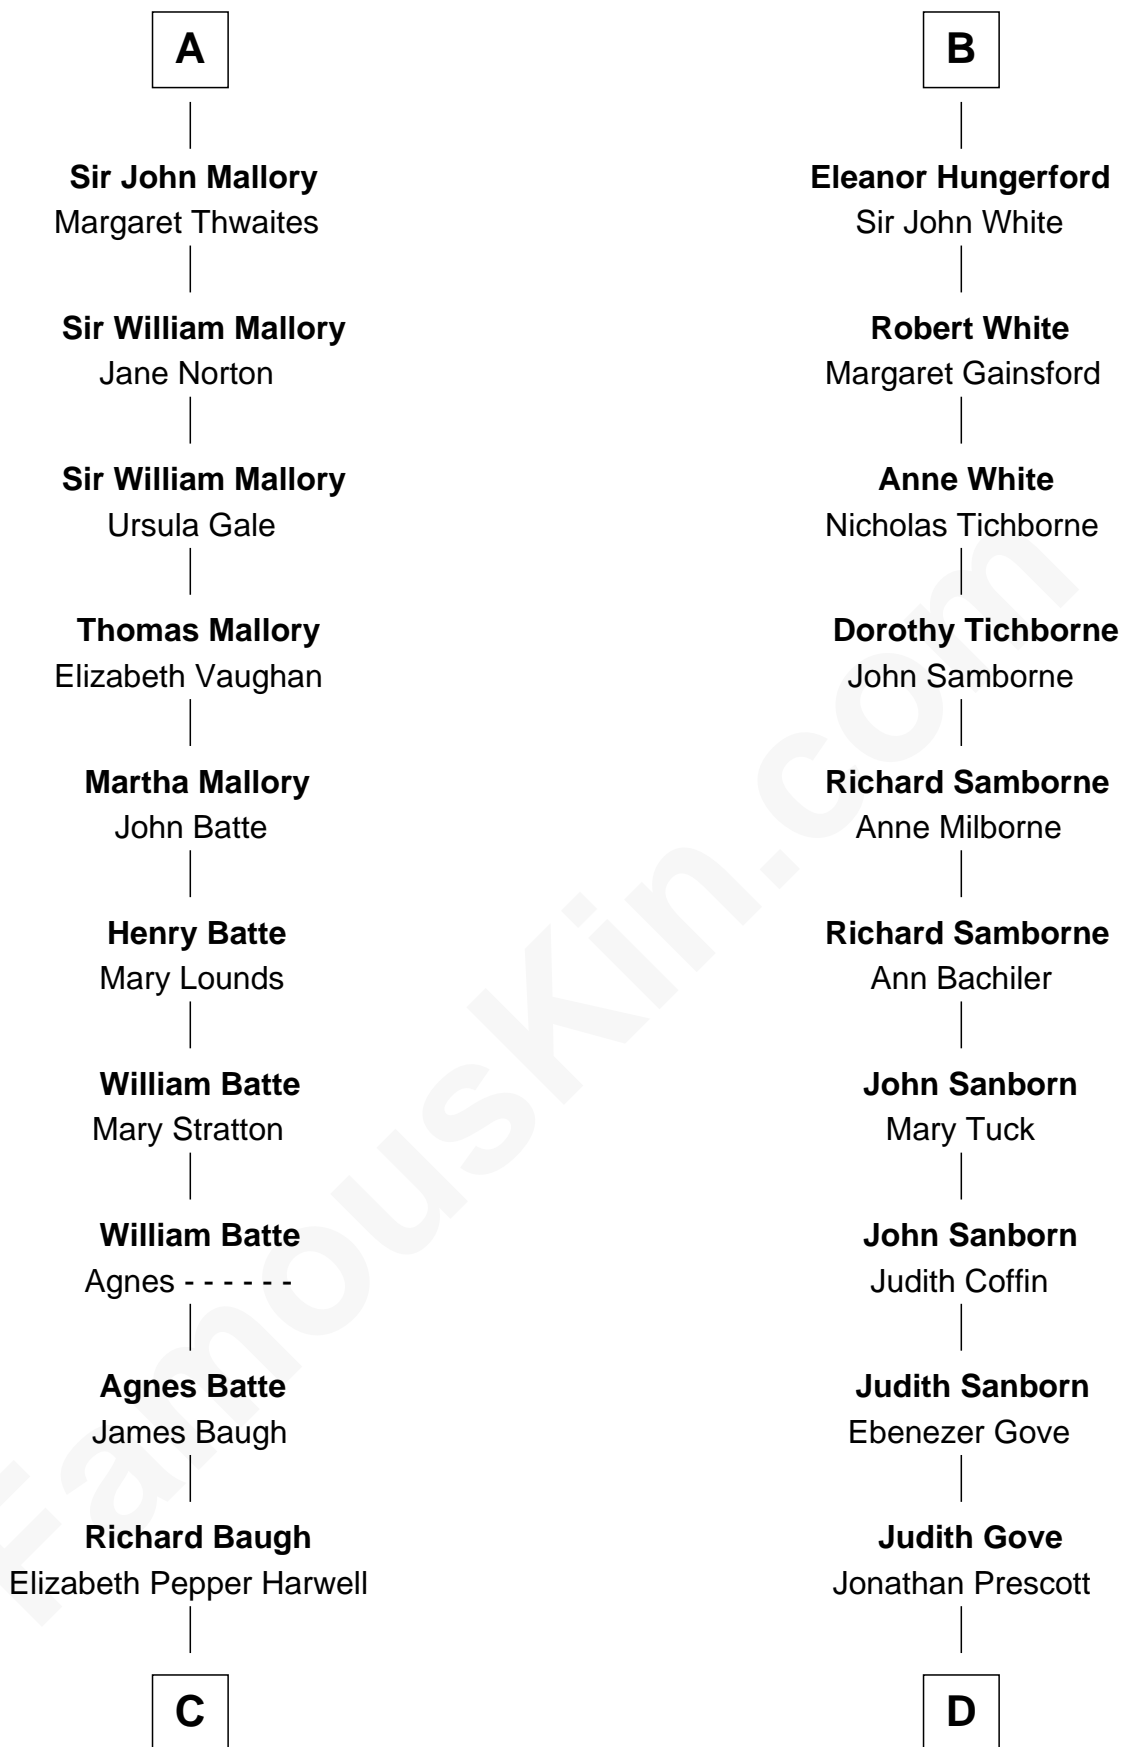 A
Sir John Mallory
Margaret Thwaites
Sir William Mallory
Jane Norton
Sir William Mallory
Ursula Gale
Thomas Mallory
Elizabeth Vaughan
Martha Mallory
John Batte
Henry Batte
Mary Lounds
William Batte
Mary Stratton
William Batte
Agnes - - - - - -
Agnes Batte
James Baugh
Richard Baugh
Elizabeth Pepper Harwell
C
B
Eleanor Hungerford
Sir John White
Robert White
Margaret Gainsford
Anne White
Nicholas Tichborne
Dorothy Tichborne
John Samborne
Richard Samborne
Anne Milborne
Richard Samborne
Ann Bachiler
John Sanborn
Mary Tuck
John Sanborn
Judith Coffin
Judith Sanborn
Ebenezer Gove
Judith Gove
Jonathan Prescott
D
FamousKin.com